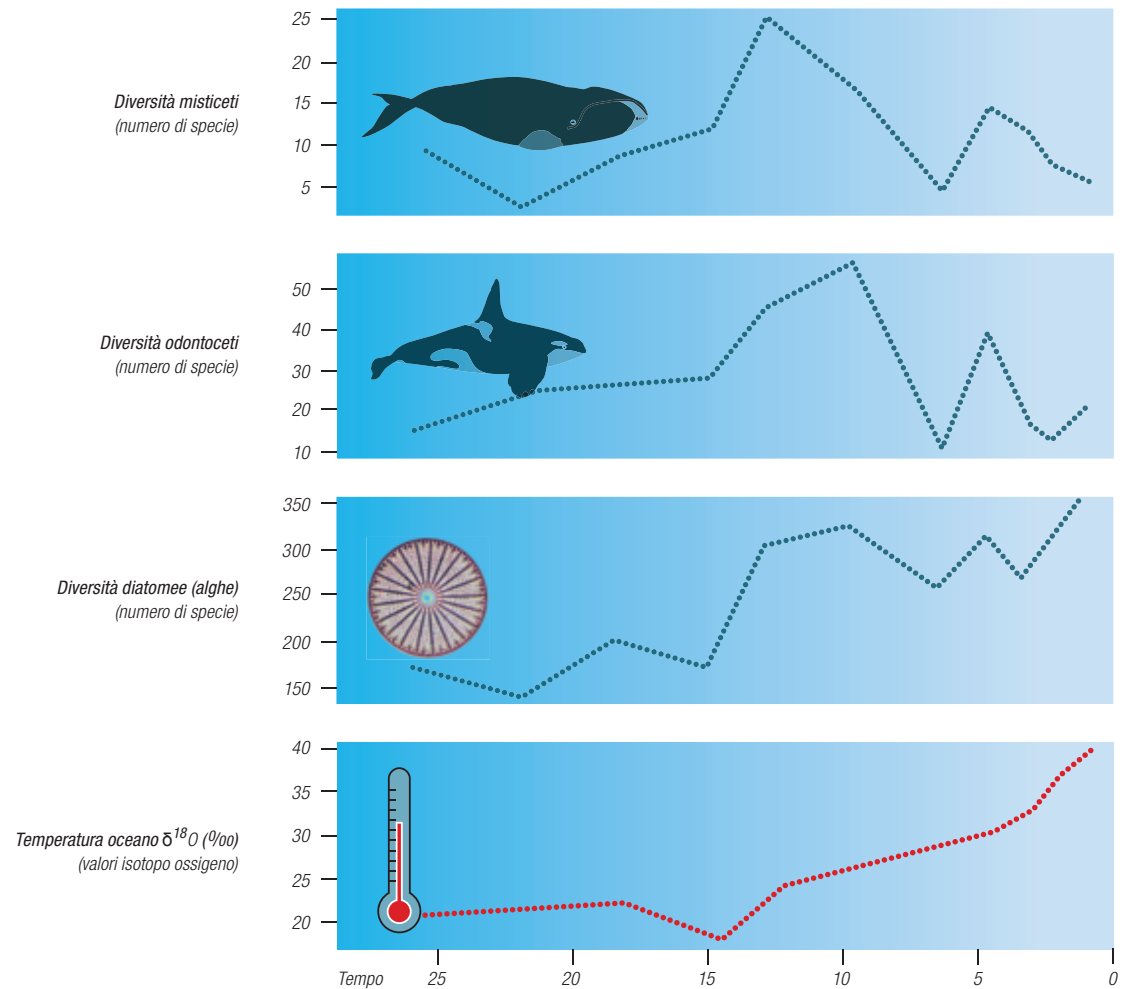 25
20
15
10
5
Diversità misticeti
(numero di specie)
50
40
30
20
10
Diversità odontoceti
(numero di specie)
350
300
250
200
150
Diversità diatomee (alghe)
(numero di specie)
40
35
30
25
20
Temperatura oceano δ¹⁸O (‰)
(valori isotopo ossigeno)
Tempo 25 20 15 10 5 0